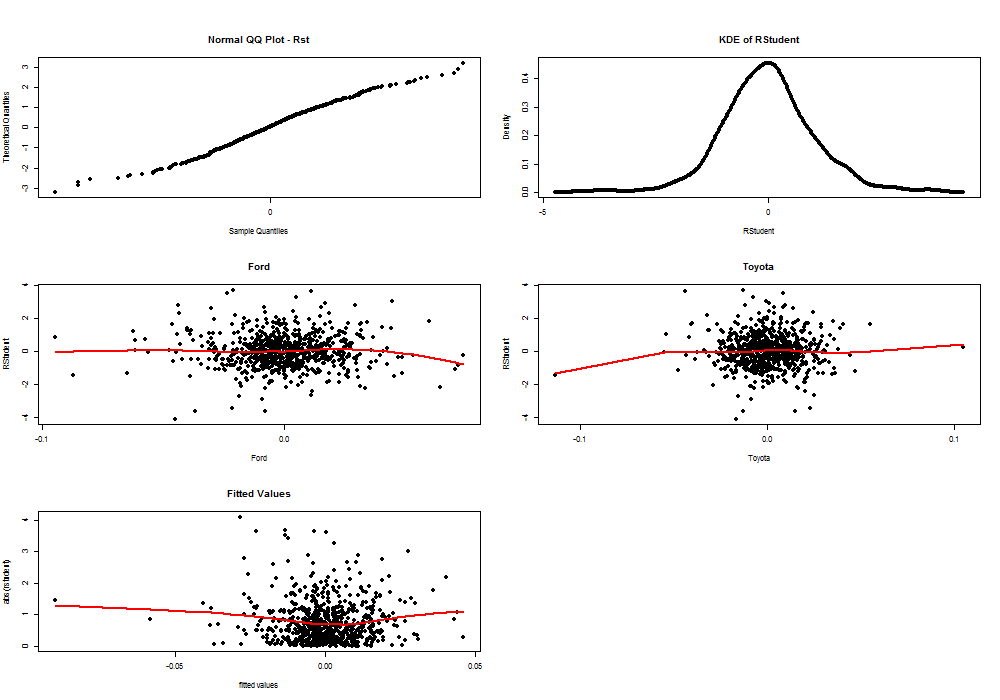 Normal QQ Plot - Rst
Theoretical Quantiles
3
2
1
0
-1
-2
-3
0
Sample Quantiles
KDE of RStudent
Density
0.4
0.3
0.2
0.1
0.0
-5
0
RStudent
Ford
RStudent
4
2
0
-2
-4
-0.1
0.0
Ford
Toyota
RStudent
4
2
0
-2
-4
-0.1
0.0
0.1
Toyota
Fitted Values
abs(rstudent)
4
3
2
1
0
-0.05
0.00
0.05
fitted values